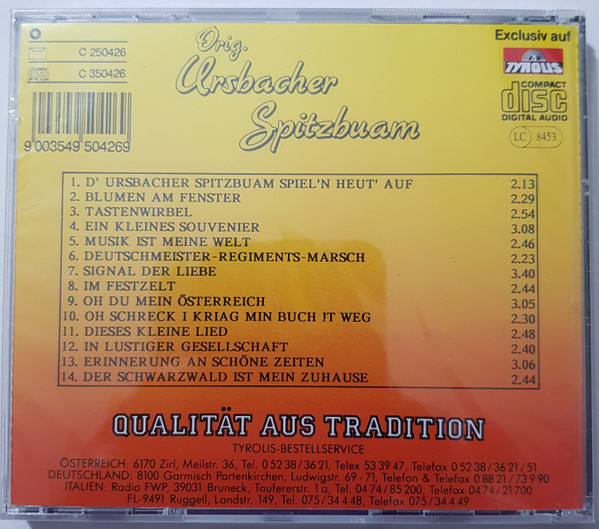 Orig.
Ursbacher
Spitzbuam
C 250426
C 350426
9 003549 504269
Exclusiv auf
TYROLIS
COMPACT
disc
DIGITAL AUDIO
LC 8453
1. D' URSBACHER SPITZBUAM SPIEL'N HEUT' AUF 2.13
2. BLUMEN AM FENSTER 2.29
3. TASTENWIRBEL 2.54
4. EIN KLEINES SOUVENIER 3.08
5. MUSIK IST MEINE WELT 2.46
6. DEUTSCHMEISTER-REGIMENTS-MARSCH 2.23
7. SIGNAL DER LIEBE 3.40
8. IM FESTZELT 2.44
9. OH DU MEIN ÖSTERREICH 3.05
10. OH SCHRECK I KRIAG MIN BUCH !T WEG 2.30
11. DIESES KLEINE LIED 2.48
12. IN LUSTIGER GESELLSCHAFT 2.40
13. ERINNERUNG AN SCHÖNE ZEITEN 3.06
14. DER SCHWARZWALD IST MEIN ZUHAUSE 2.44
QUALITÄT AUS TRADITION
TYROLIS-BESTELLSERVICE
ÖSTERREICH: 6170 Zirl, Meilstr. 36, Tel. 0 52 38/36 21, Telex 53 39 47, Telefax 0 52 38/36 21/51
DEUTSCHLAND: 8100 Garmisch Partenkirchen, Ludwigstr. 69 - 71, Telefon & Telefax 0 88 21/7 39 90
ITALIEN: Radio FWP, 39031 Bruneck, Taufererstr. 1 a, Tel. 04 74/85 200, Telefax 04 74/21 700
FL-9491 Ruggell, Landstr. 149, Tel. 075/34 4 48, Telefax 075/34 4 49